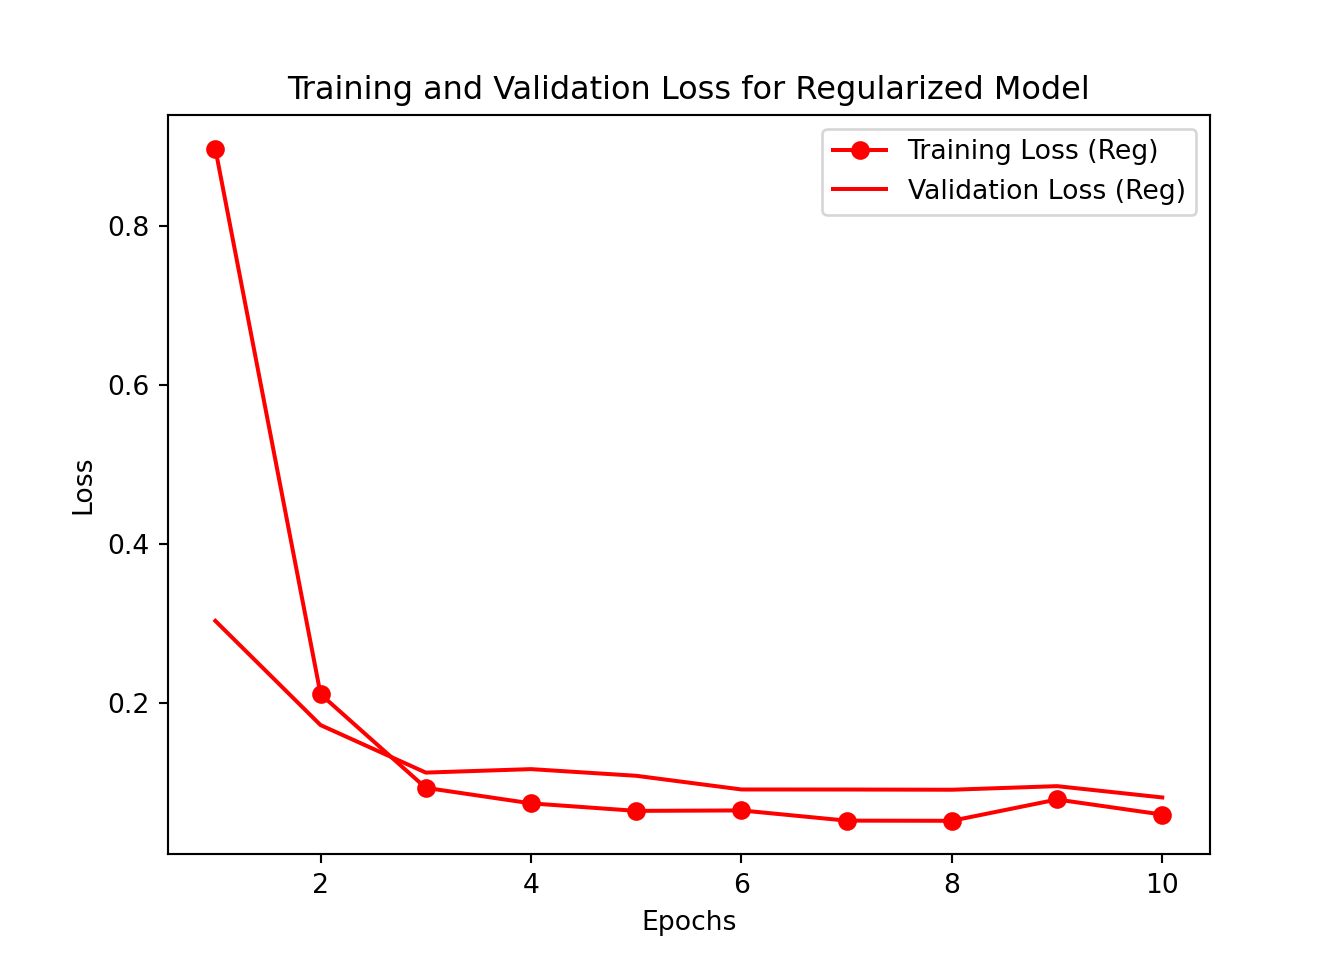 Training and Validation Loss for Regularized Model
Training Loss (Reg)
Validation Loss (Reg)
0.8
0.6
0.4
0.2
Loss
2 4 6 8 10
Epochs